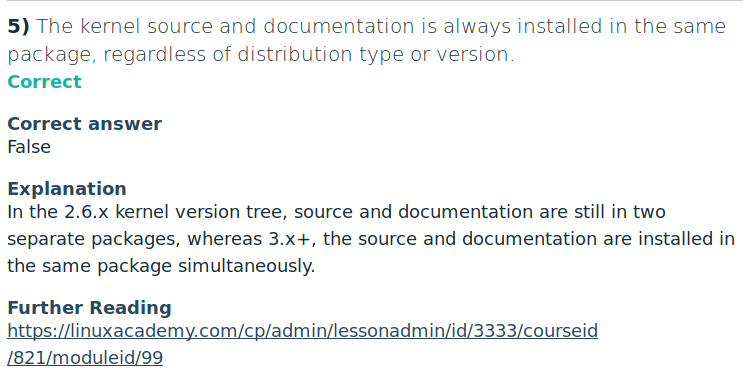 5) The kernel source and documentation is always installed in the same
package, regardless of distribution type or version.
Correct
Correct answer
False
Explanation
In the 2.6.x kernel version tree, source and documentation are still in two
separate packages, whereas 3.x+, the source and documentation are installed in
the same package simultaneously.
Further Reading
https://linuxacademy.com/cp/admin/lessonadmin/id/3333/courseid
/821/moduleid/99